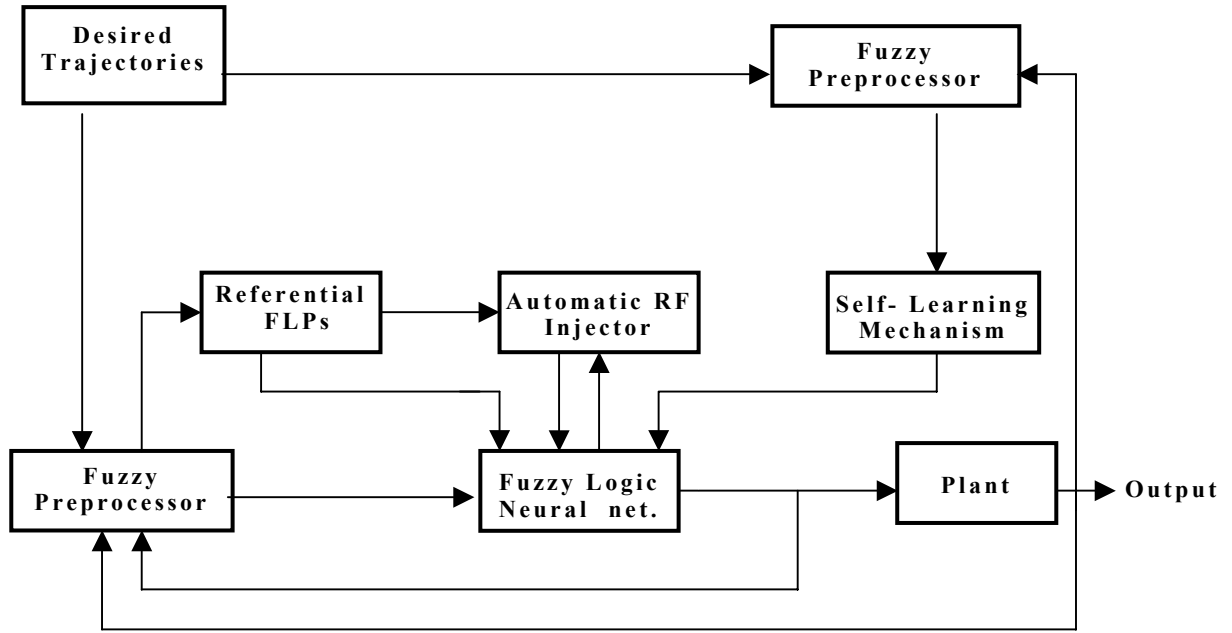 Desired
Trajectories
Fuzzy
Preprocessor
Referential
FLPs
Automatic RF
Injector
Self- Learning
Mechanism
Fuzzy
Preprocessor
Fuzzy Logic
Neural net.
Plant
Output